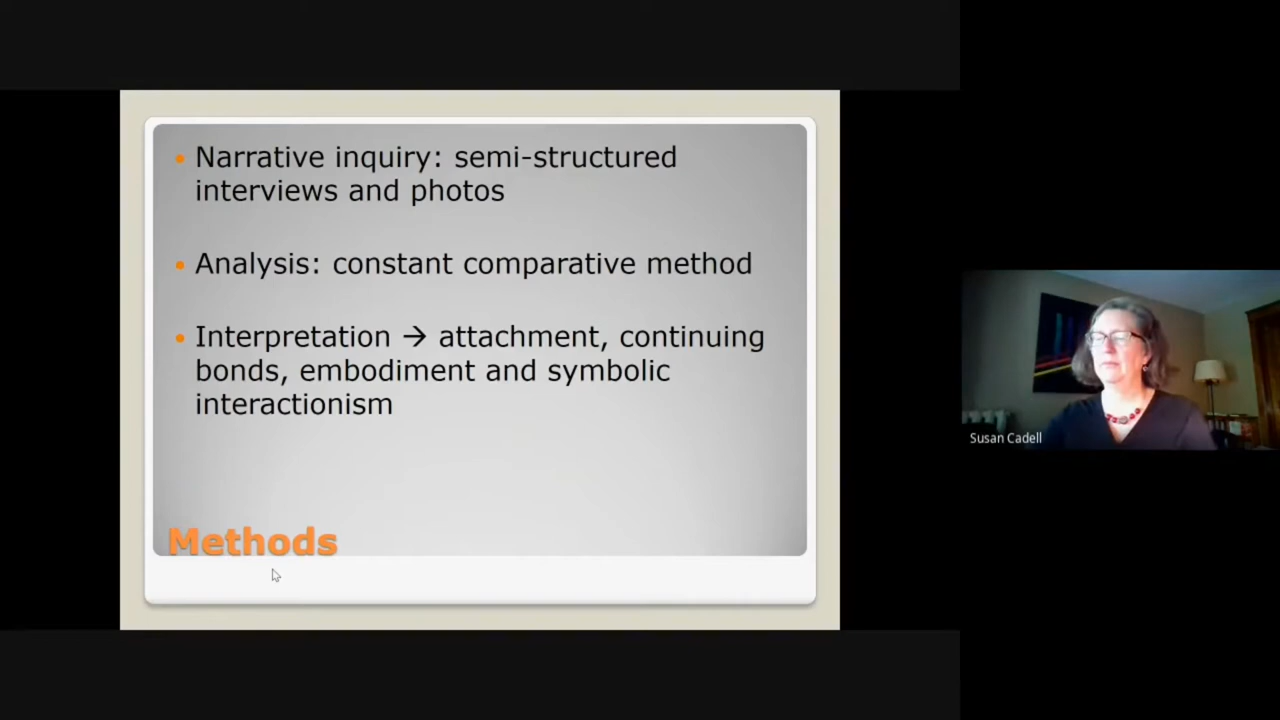 • Narrative inquiry: semi-structured
interviews and photos
• Analysis: constant comparative method
• Interpretation → attachment, continuing
bonds, embodiment and symbolic
interactionism
Methods
Susan Cadell